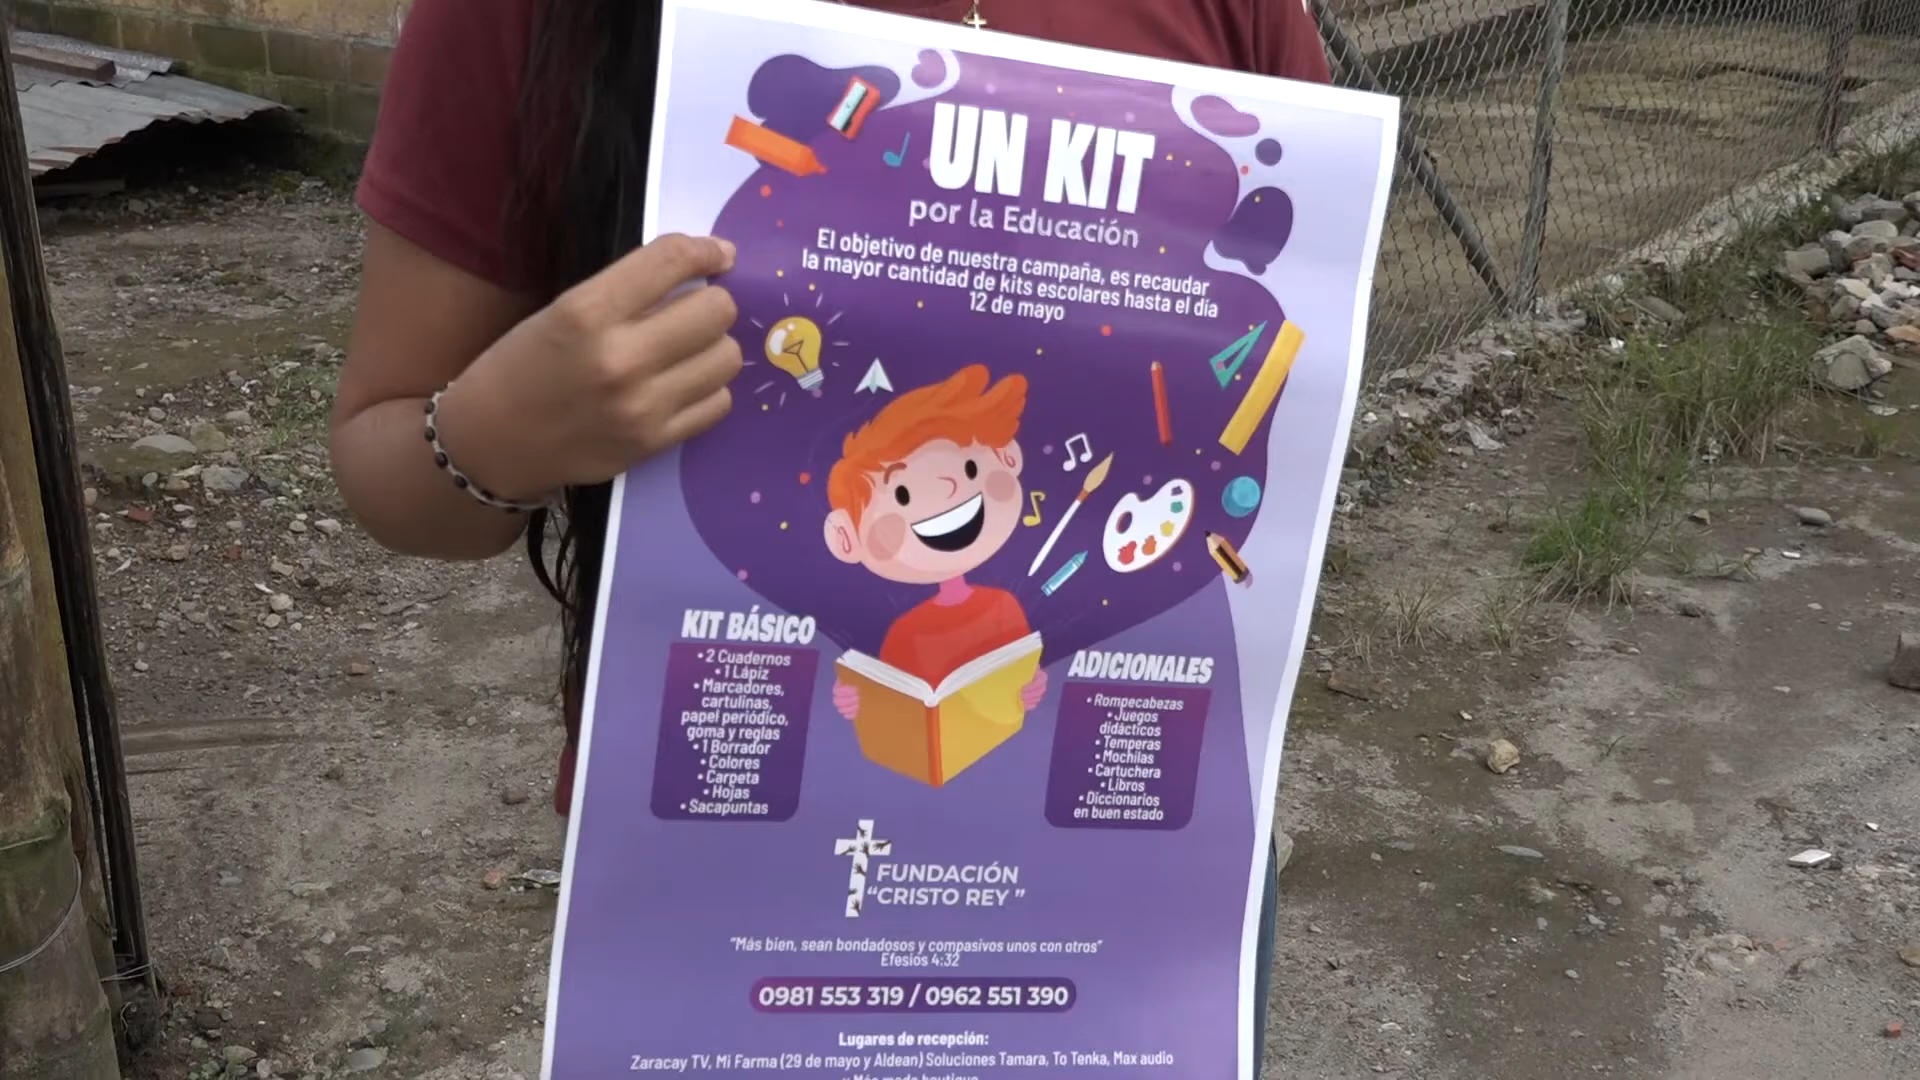 UN KIT
por la Educación
El objetivo de nuestra campaña, es recaudar
la mayor cantidad de kits escolares hasta el día
12 de mayo
KIT BÁSICO
• 2 Cuadernos
• 1 Lápiz
• Marcadores,
cartulinas,
papel periódico,
goma y reglas
• 1 Borrador
• Colores
• Carpeta
• Hojas
• Sacapuntas
ADICIONALES
• Rompecabezas
• Juegos
didácticos
• Temperas
• Mochilas
• Cartuchera
• Libros
• Diccionarios
en buen estado
FUNDACIÓN
“CRISTO REY”
“Más bien, sean bondadosos y compasivos unos con otros”
Efesios 4:32
0981 553 319 / 0962 551 390
Lugares de recepción:
Zaracay TV, Mi Farma (29 de mayo y Aldean) Soluciones Tamara, To Tenka, Max audio
y Más moda boutique